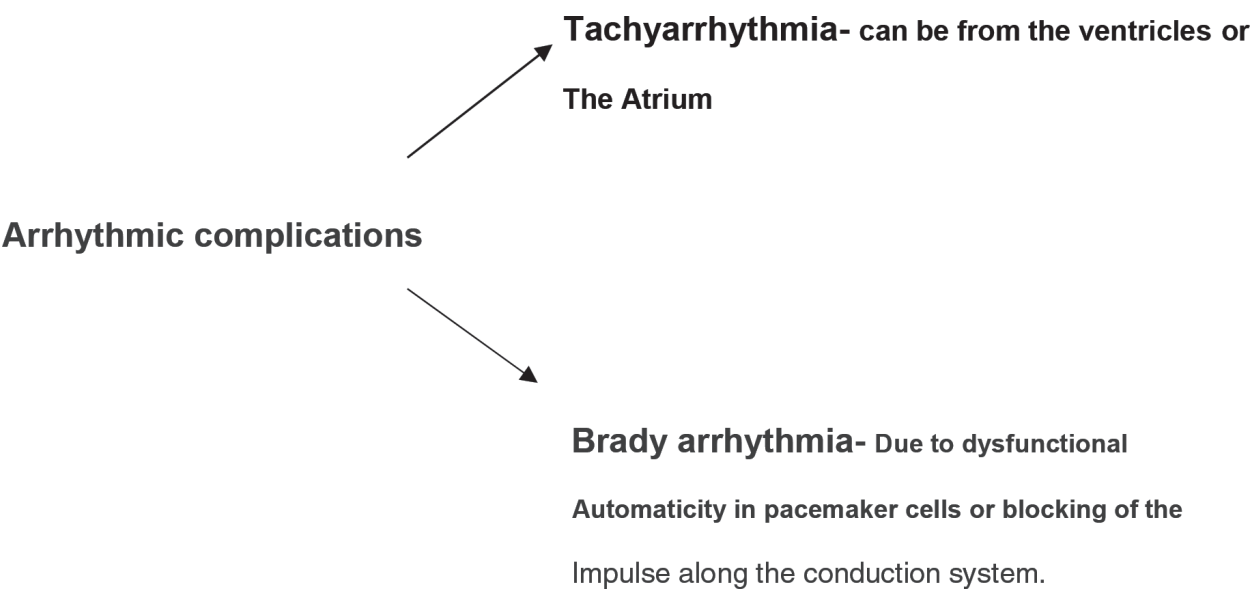 Tachyarrhythmia- can be from the ventricles or
The Atrium
Arrhythmic complications
Brady arrhythmia- Due to dysfunctional
Automaticity in pacemaker cells or blocking of the
Impulse along the conduction system.